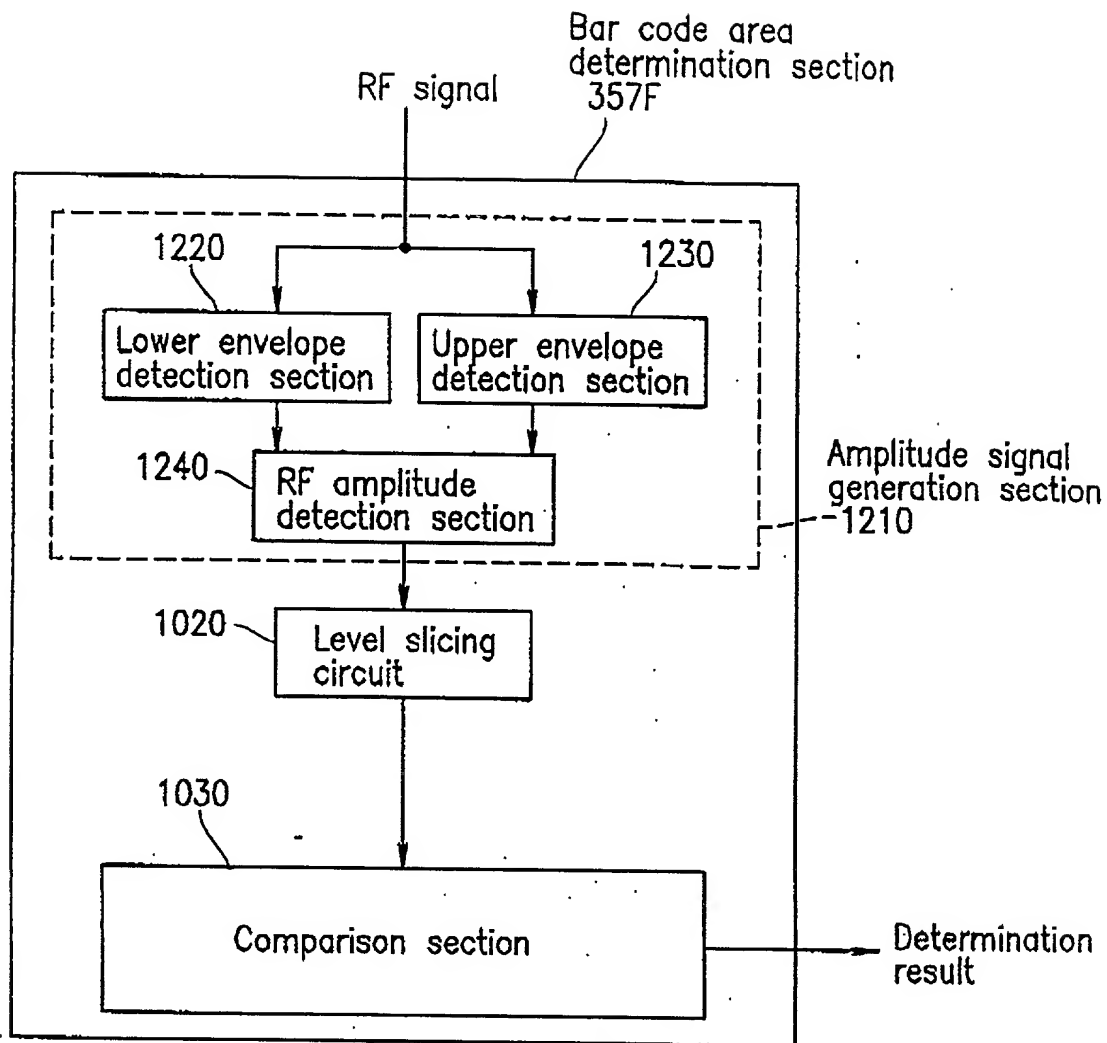 Bar code area
determination section
357F
RF signal
1220
1230
Lower envelope
detection section
Upper envelope
detection section
1240
RF amplitude
detection section
Amplitude signal
generation section
1210
1020
Level slicing
circuit
1030
Comparison section
Determination
result